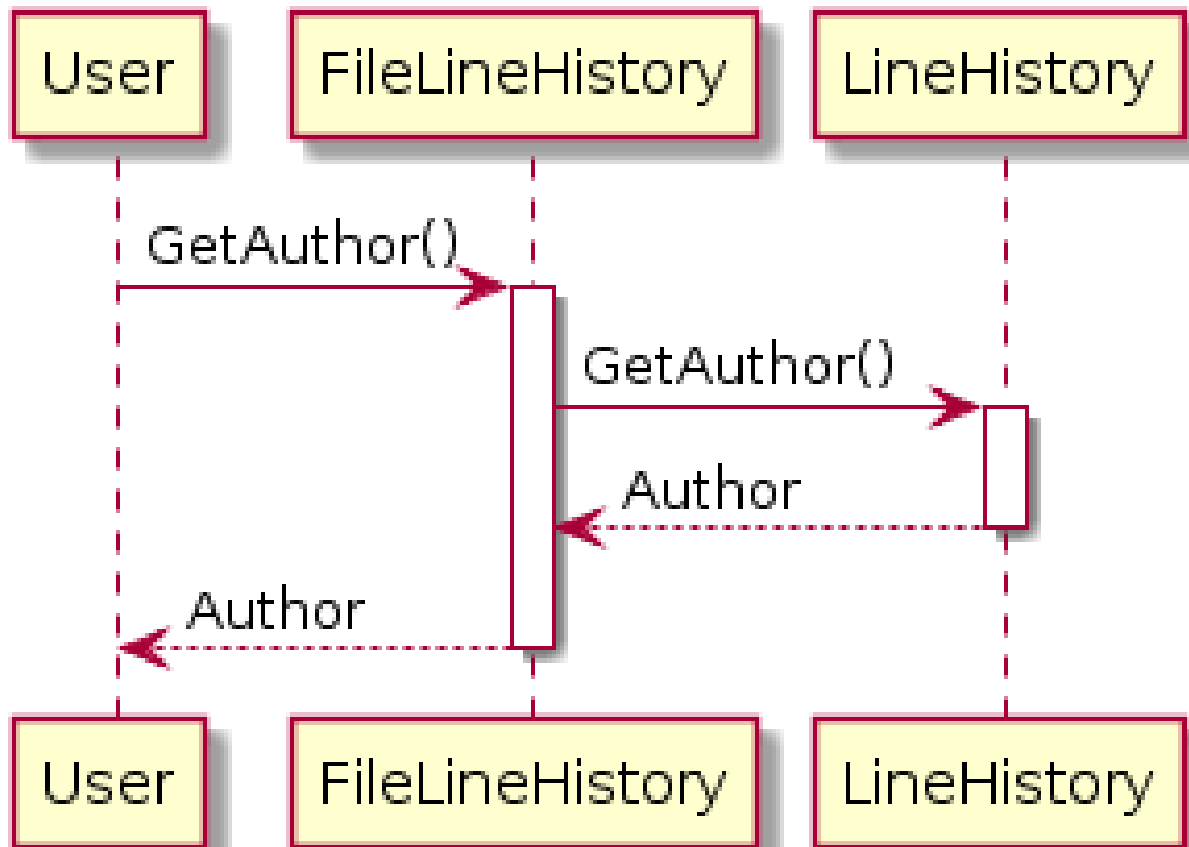 User
FileLineHistory
LineHistory
GetAuthor()
GetAuthor()
Author
Author
User
FileLineHistory
LineHistory